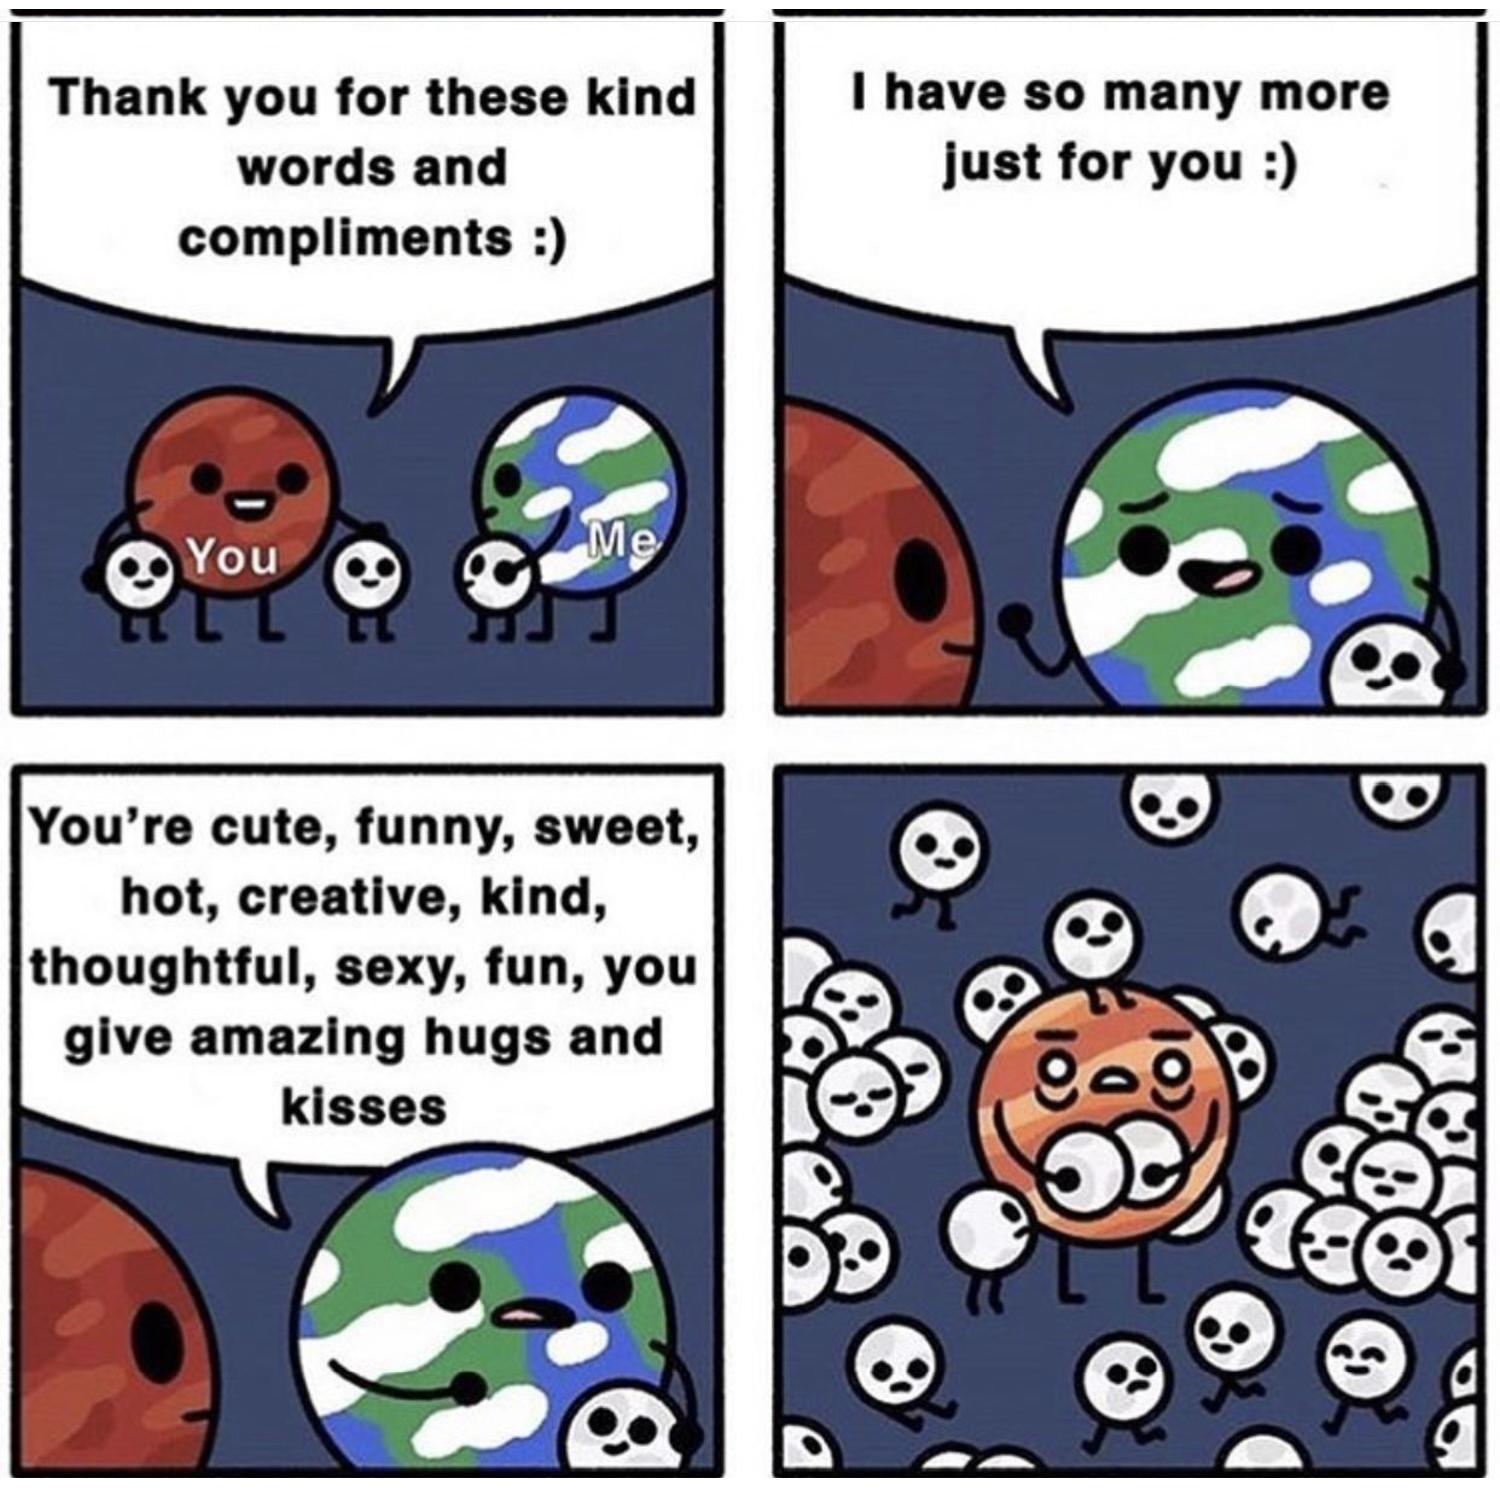 Thank you for these kind
words and
compliments :)
You
Me
I have so many more
just for you :)
You're cute, funny, sweet,
hot, creative, kind,
thoughtful, sexy, fun, you
give amazing hugs and
kisses